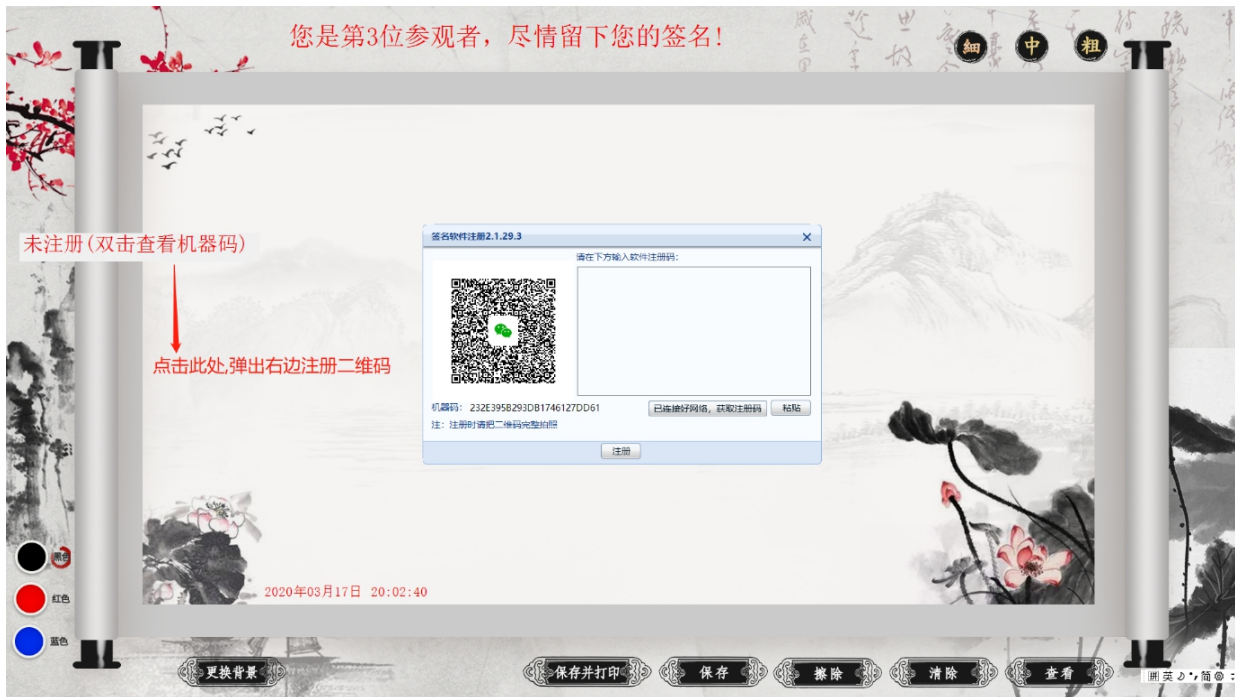 您是第3位参观者，尽情留下您的签名！
細
中
粗
未注册(双击查看机器码)
点击此处,弹出右边注册二维码
签名软件注册2.1.29.3
请在下方输入软件注册码：
机器码： 232E395B293DB1746127DD61
已连接好网络，获取注册码
粘贴
注：注册时请把二维码完整拍照
注册
黑色
红色
蓝色
2020年03月17日 20:02:40
更换背景
保存并打印
保存
擦除
清除
查看
英
简